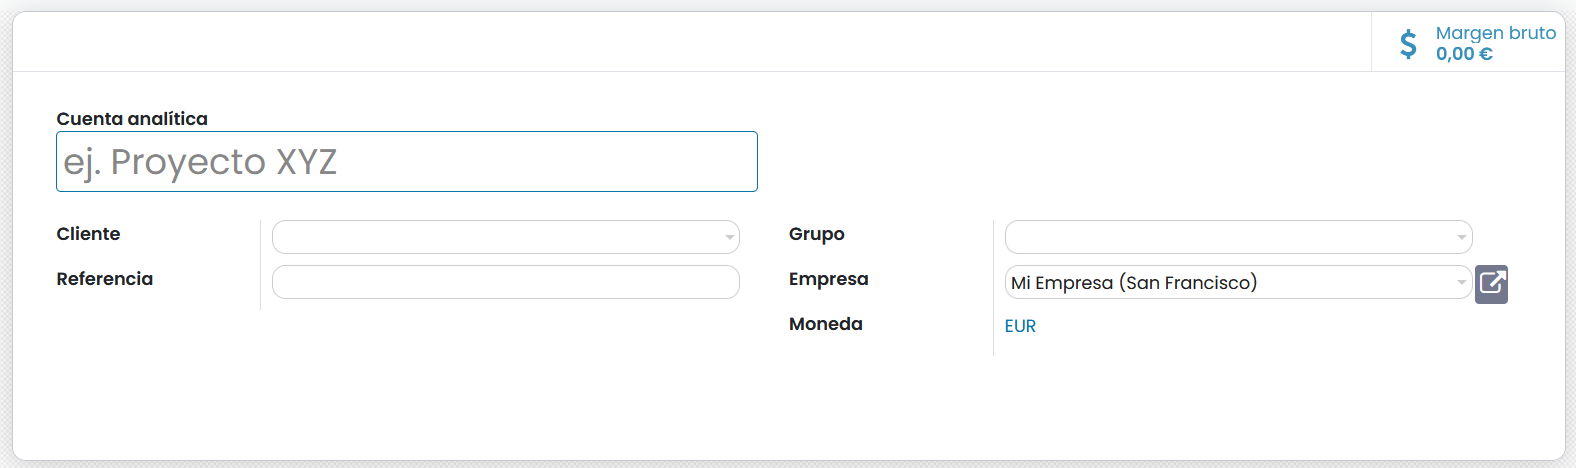 Margen bruto
0,00 €
Cuenta analítica
ej. Proyecto XYZ
Cliente
Grupo
Referencia
Empresa
Mi Empresa (San Francisco)
Moneda
EUR